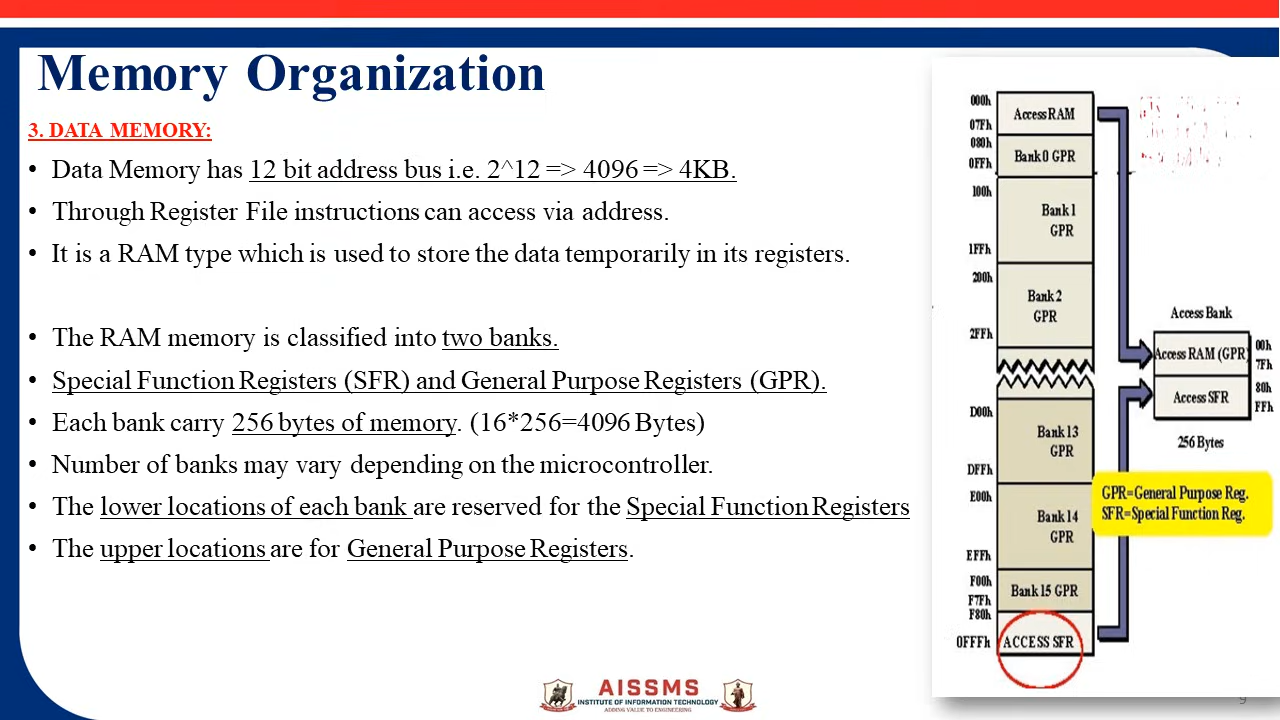 Memory Organization
3. DATA MEMORY:
• Data Memory has 12 bit address bus i.e. 2^12 => 4096 => 4KB.
• Through Register File instructions can access via address.
• It is a RAM type which is used to store the data temporarily in its registers.
• The RAM memory is classified into two banks.
• Special Function Registers (SFR) and General Purpose Registers (GPR).
• Each bank carry 256 bytes of memory. (16*256=4096 Bytes)
• Number of banks may vary depending on the microcontroller.
• The lower locations of each bank are reserved for the Special Function Registers
• The upper locations are for General Purpose Registers.
000h
Access RAM
07Fh
080h
Bank 0 GPR
0FFh
100h
Bank 1
GPR
1FFh
200h
Bank 2
GPR
2FFh
D00h
Bank 13
GPR
DFFh
E00h
Bank 14
GPR
EFFh
F00h
Bank 15 GPR
F7Fh
F80h
0FFFh
ACCESS SFR
Access Bank
Access RAM (GPR)
00h
7Fh
Access SFR
80h
FFh
256 Bytes
GPR=General Purpose Reg.
SFR=Special Function Reg.
AISSMS
INSTITUTE OF INFORMATION TECHNOLOGY
ADDING VALUE TO ENGINEERING
9